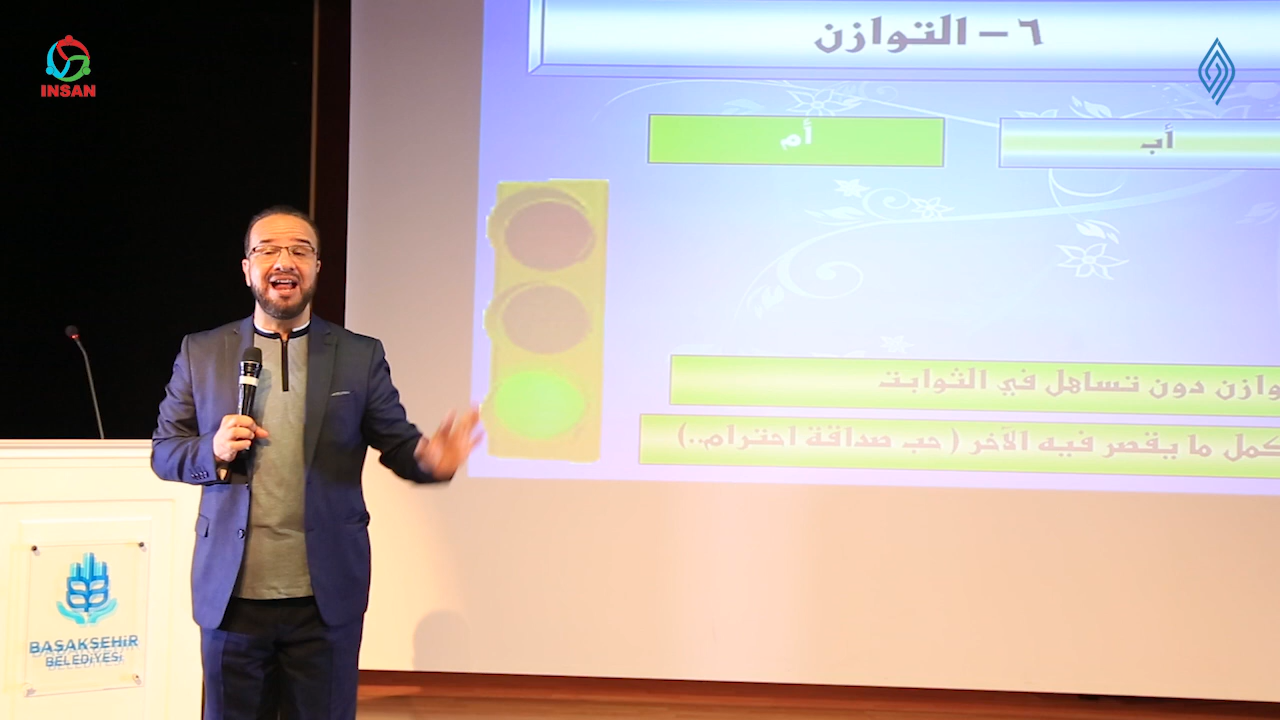 INSAN
٦ – التوازن
أب
أم
وازن دون تساهل في الثوابت
كمل ما يقصر فيه الآخر ( حب صداقة احترام..)
BAŞAKŞEHİR
BELEDİYESİ